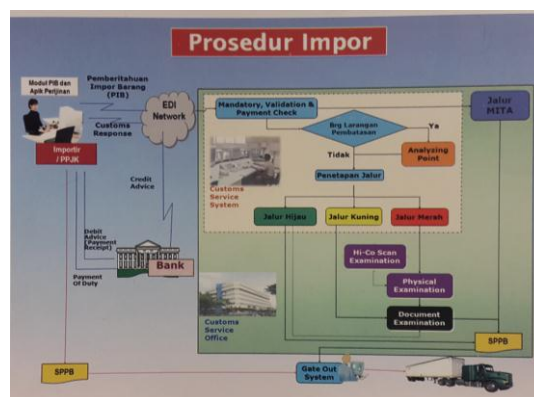 Prosedur Impor
Modul PIB dan
Apik Perijinan
Pemberitahuan
Impor Barang
(PIB)
Customs
Response
Importir
/ PPJK
EDI
Network
Credit
Advice
Debit
Advice
(Payment
Receipt)
Payment
Of Duty
Bank
Mandatory, Validation &
Payment Check
Jalur
MITA
Brg Larangan
Pembatasan
Ya
Tidak
Analyzing
Point
Penetapan Jalur
Customs
Service
System
Jalur Hijau
Jalur Kuning
Jalur Merah
Hi-Co Scan
Examination
Physical
Examination
Document
Examination
Customs
Service
Office
SPPB
SPPB
Gate Out
System